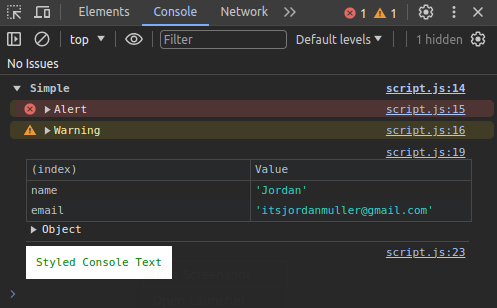 Elements Console Network 1 1
top Filter Default levels 1 hidden
No Issues
Simple script.js:14
Alert script.js:15
Warning script.js:16
script.js:19
(index) Value
name 'Jordan'
email 'itsjordanmuller@gmail.com'
Object
Styled Console Text script.js:23